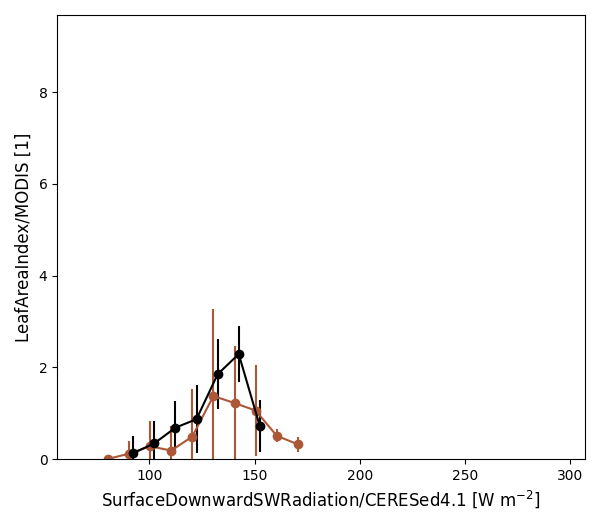 8
6
4
2
0
100 150 200 250 300
LeafAreaIndex/MODIS [1]
SurfaceDownwardSWRadiation/CERESed4.1 [W m⁻²]